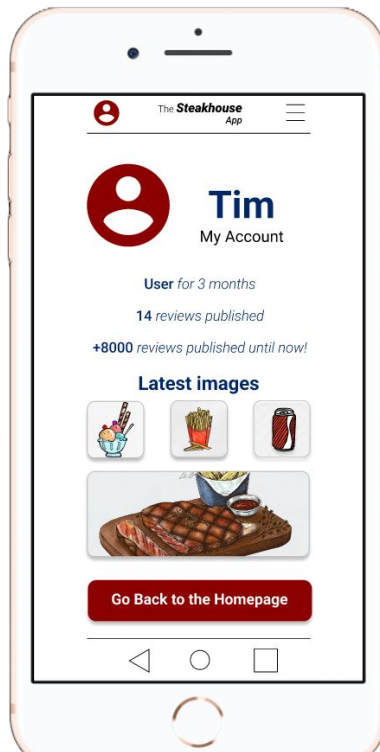 The Steakhouse
App
Tim
My Account
User for 3 months
14 reviews published
+8000 reviews published until now!
Latest images
Go Back to the Homepage